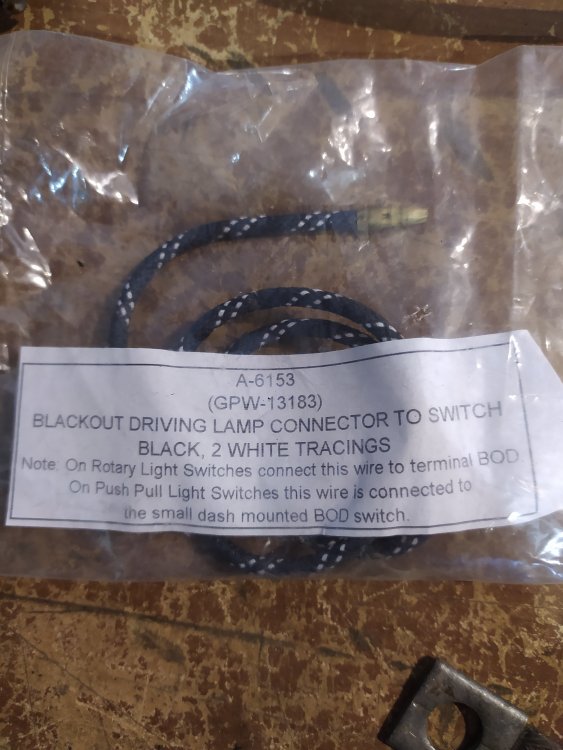 A-6153
(GPW-13183)
BLACKOUT DRIVING LAMP CONNECTOR TO SWITCH
BLACK, 2 WHITE TRACINGS
Note: On Rotary Light Switches connect this wire to terminal BOD.
On Push Pull Light Switches this wire is connected to
the small dash mounted BOD switch.